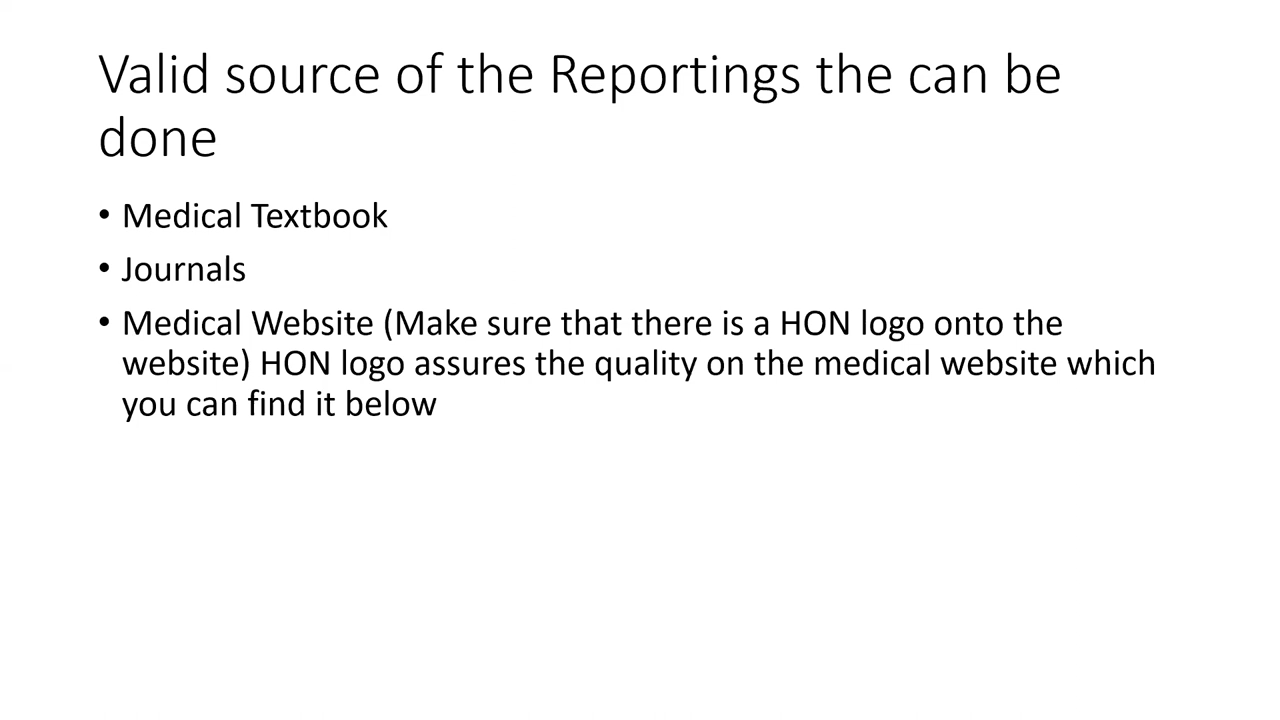 Valid source of the Reportings the can be
done
• Medical Textbook
• Journals
• Medical Website (Make sure that there is a HON logo onto the
website) HON logo assures the quality on the medical website which
you can find it below